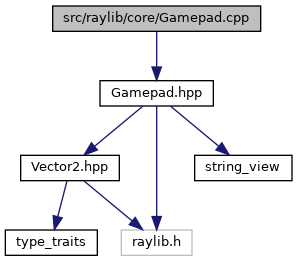 src/raylib/core/Gamepad.cpp
Gamepad.hpp
Vector2.hpp
string_view
type_traits
raylib.h